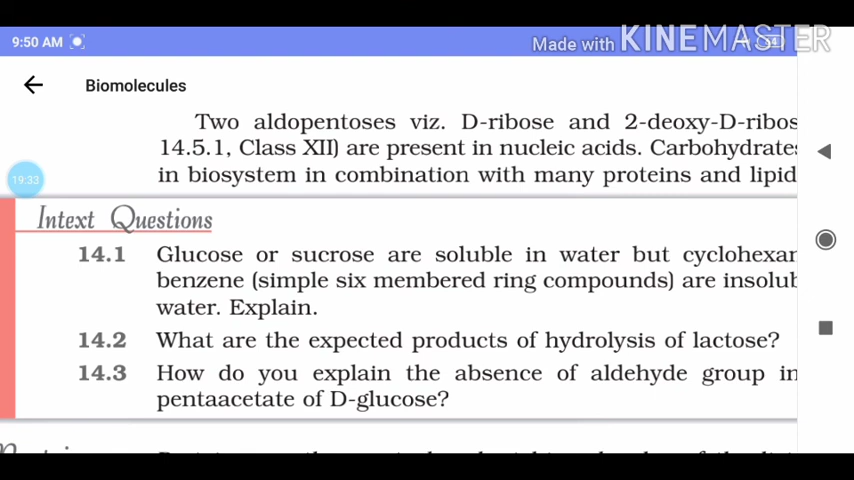 9:50 AM
Made with KINEMASTER
Biomolecules
Two aldopentoses viz. D-ribose and 2-deoxy-D-ribos
14.5.1, Class XII) are present in nucleic acids. Carbohydrates
in biosystem in combination with many proteins and lipid
19:33
Intext Questions
14.1 Glucose or sucrose are soluble in water but cyclohexan
benzene (simple six membered ring compounds) are insolub
water. Explain.
14.2 What are the expected products of hydrolysis of lactose?
14.3 How do you explain the absence of aldehyde group in
pentaacetate of D-glucose?